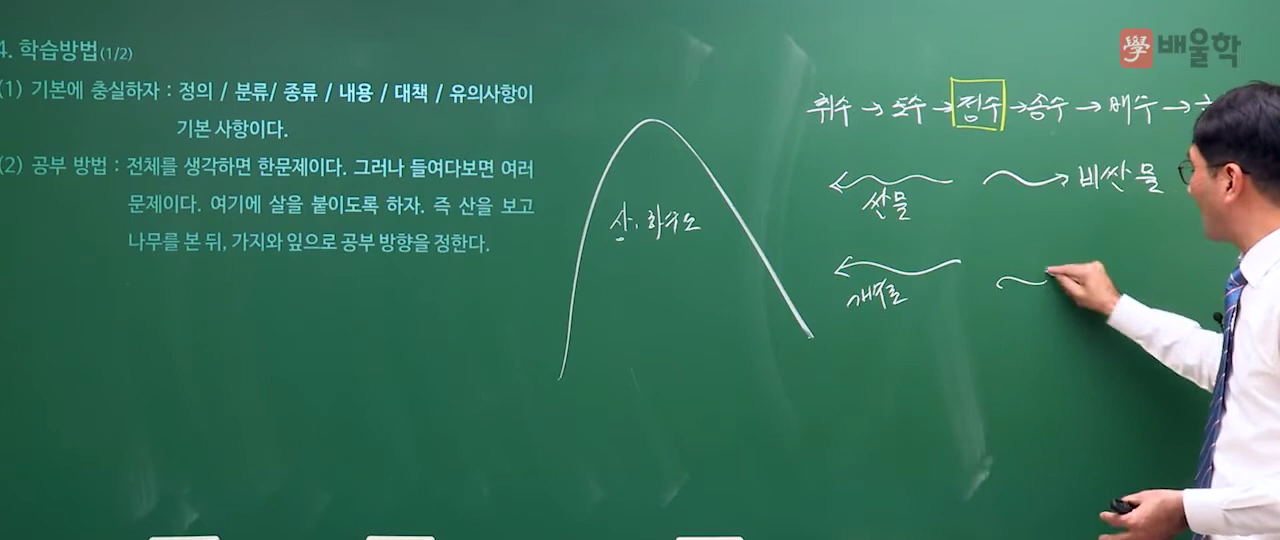 4. 학습방법(1/2)
(1) 기본에 충실하자 : 정의 / 분류/ 종류 / 내용 / 대책 / 유의사항이
기본 사항이다.
(2) 공부 방법 : 전체를 생각하면 한문제이다. 그러나 들여다보면 여러
문제이다. 여기에 살을 붙이도록 하자. 즉 산을 보고
나무를 본 뒤, 가지와 잎으로 공부 방향을 정한다.
상·하수도
學 배울학
취수 → 도수 → 정수 → 송수 → 배수 →
싼물
비싼 물
개수로